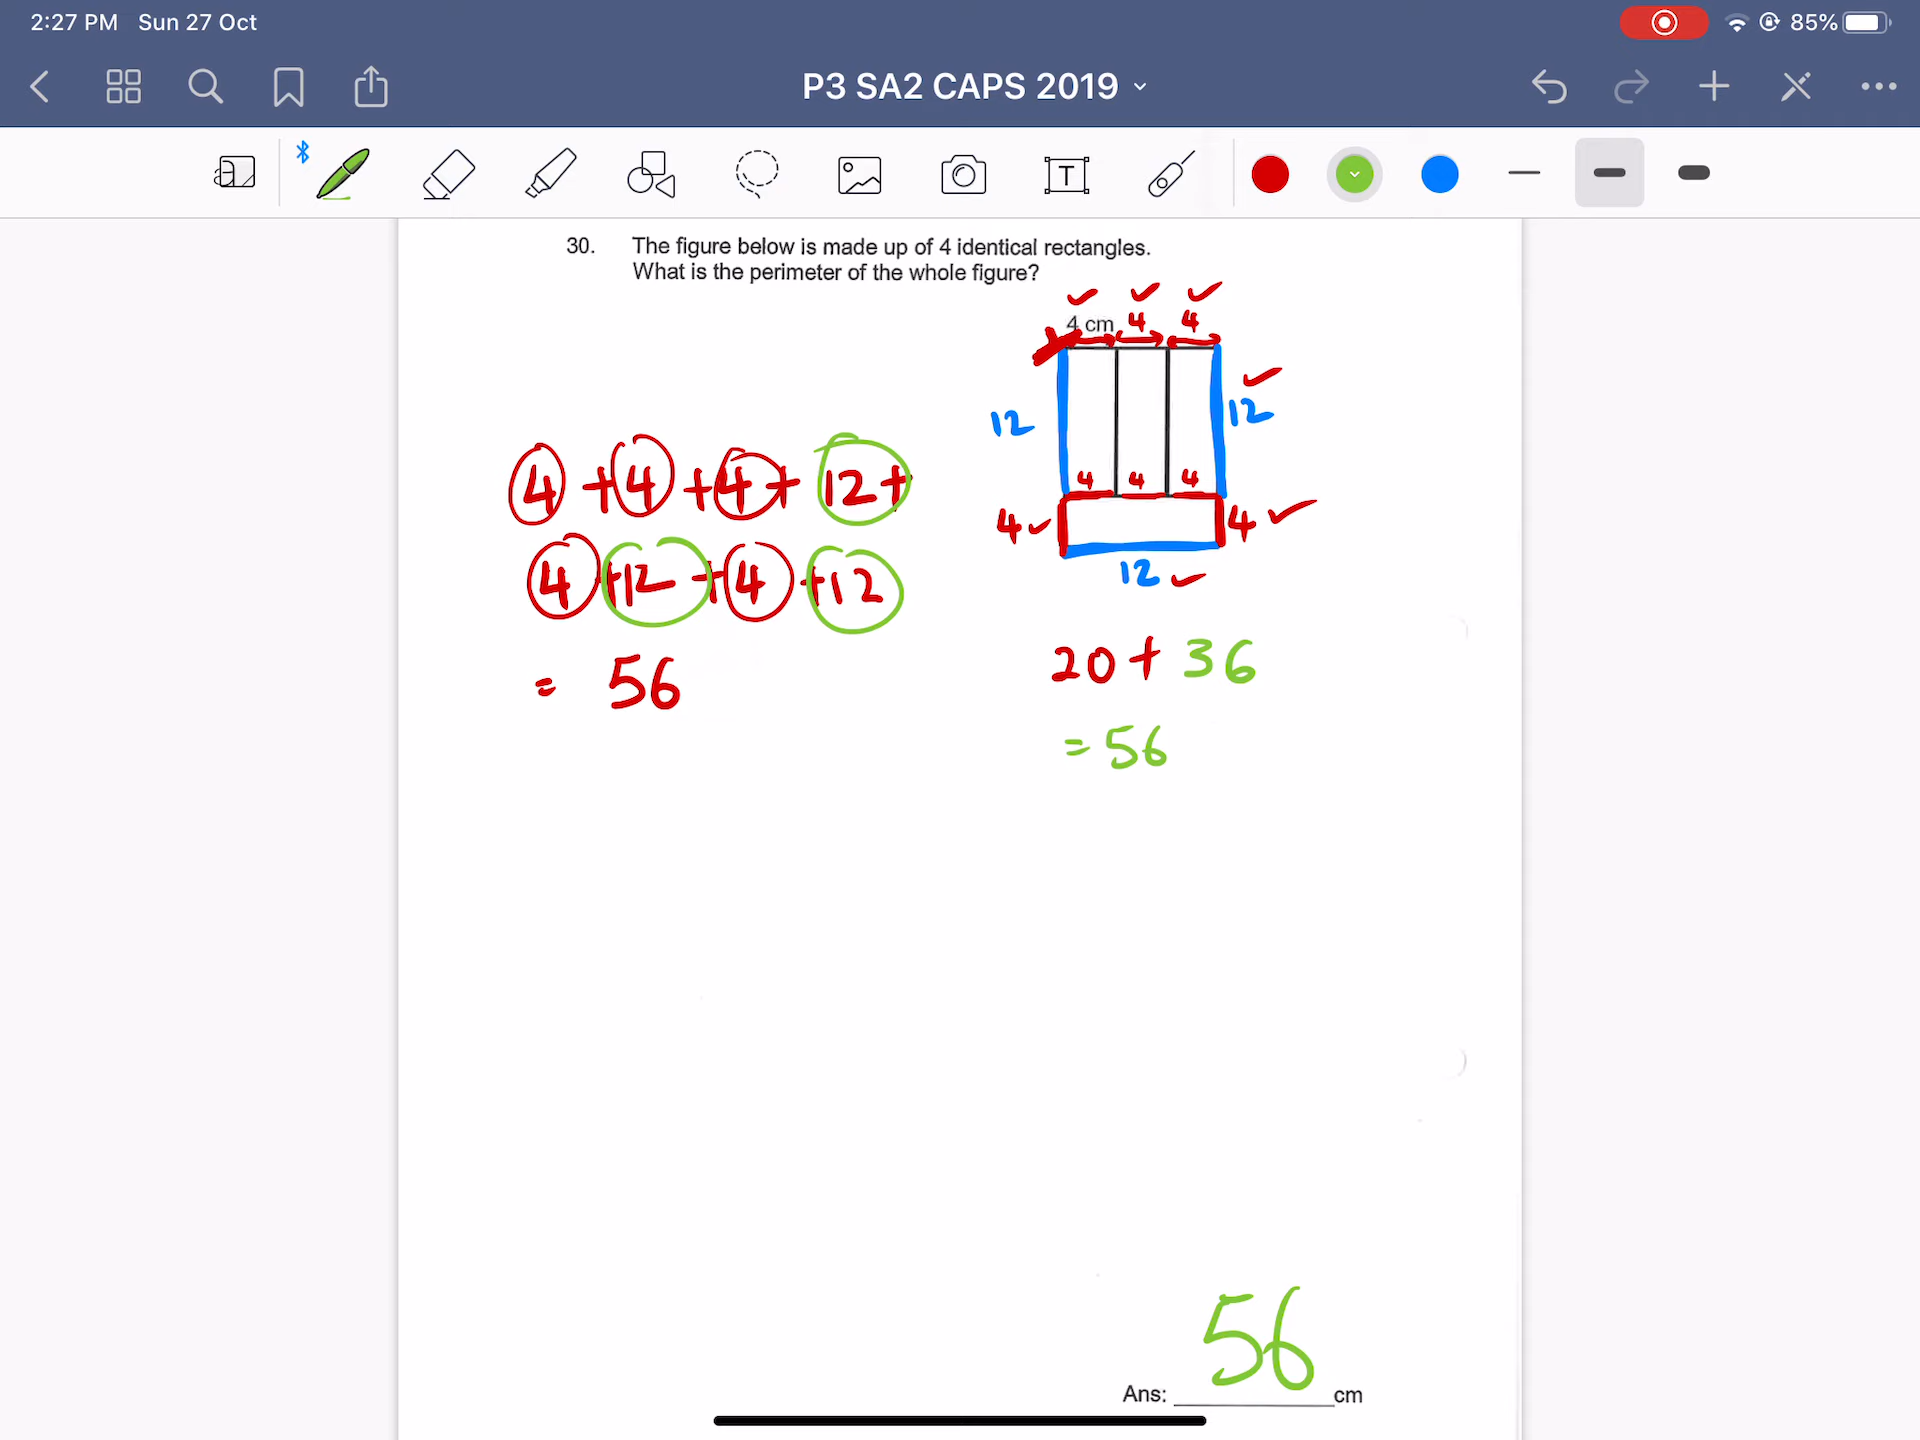 2:27 PM Sun 27 Oct
85%
P3 SA2 CAPS 2019
T
30. The figure below is made up of 4 identical rectangles.
What is the perimeter of the whole figure?
4 cm 4 4
12 12
4 4 4
4 4
12
4 + 4 + 4 + 12 +
4 + 12 + 4 + 12
= 56
20 + 36
= 56
56
Ans: ________ cm